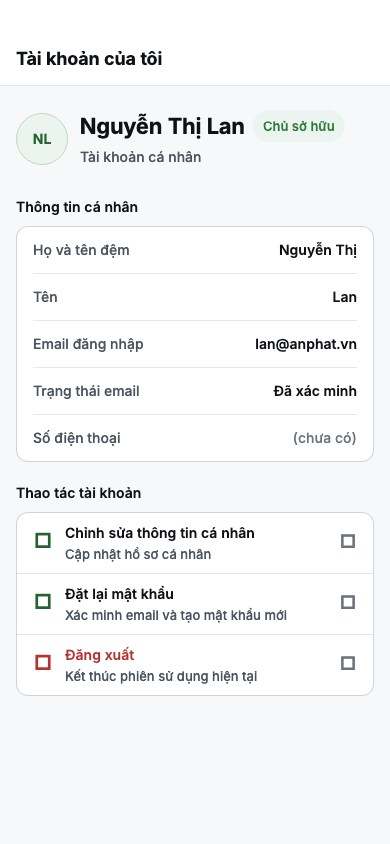 Tài khoản của tôi
NL
Nguyễn Thị Lan
Chủ sở hữu
Tài khoản cá nhân
Thông tin cá nhân
Họ và tên đệm
Nguyễn Thị
Tên
Lan
Email đăng nhập
lan@anphat.vn
Trạng thái email
Đã xác minh
Số điện thoại
(chưa có)
Thao tác tài khoản
Chỉnh sửa thông tin cá nhân
Cập nhật hồ sơ cá nhân
Đặt lại mật khẩu
Xác minh email và tạo mật khẩu mới
Đăng xuất
Kết thúc phiên sử dụng hiện tại